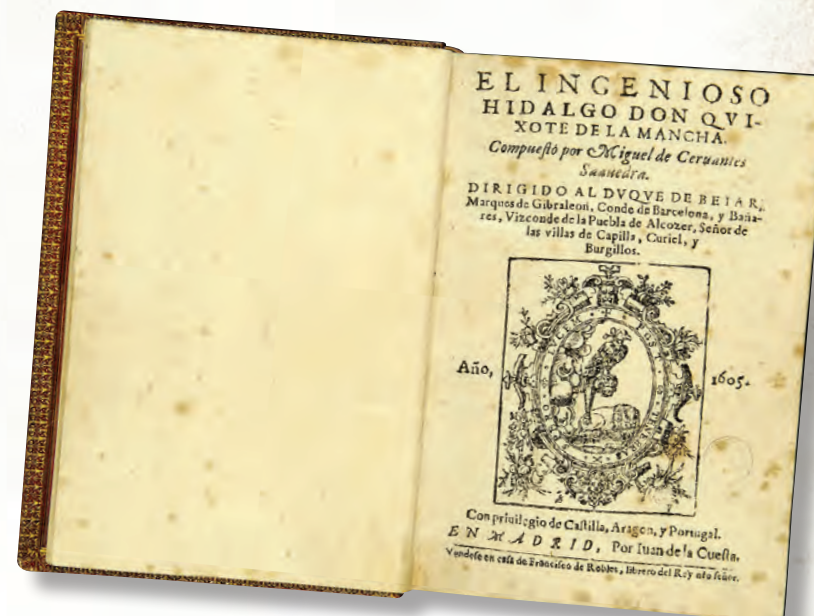 EL INGENIOSO
HIDALGO DON QVI-
XOTE DE LA MANCHA.
Compueſto por Miguel de Ceruantes
Saauedra.
DIRIGIDO AL DVQVE DE BEIAR,
Marques de Gibraleon, Conde de Barcelona, y Baña-
res, Vizconde de la Puebla de Alcozer, Señor de
las villas de Capilla, Curiel, y
Burgillos.
Año, 1605.
Con priuilegio de Caſtilla, Aragon, y Portugal.
EN MADRID, Por Iuan de la Cueſta.
Vendeſe en caſa de Franciſco de Robles, librero del Rey nro ſeñor.